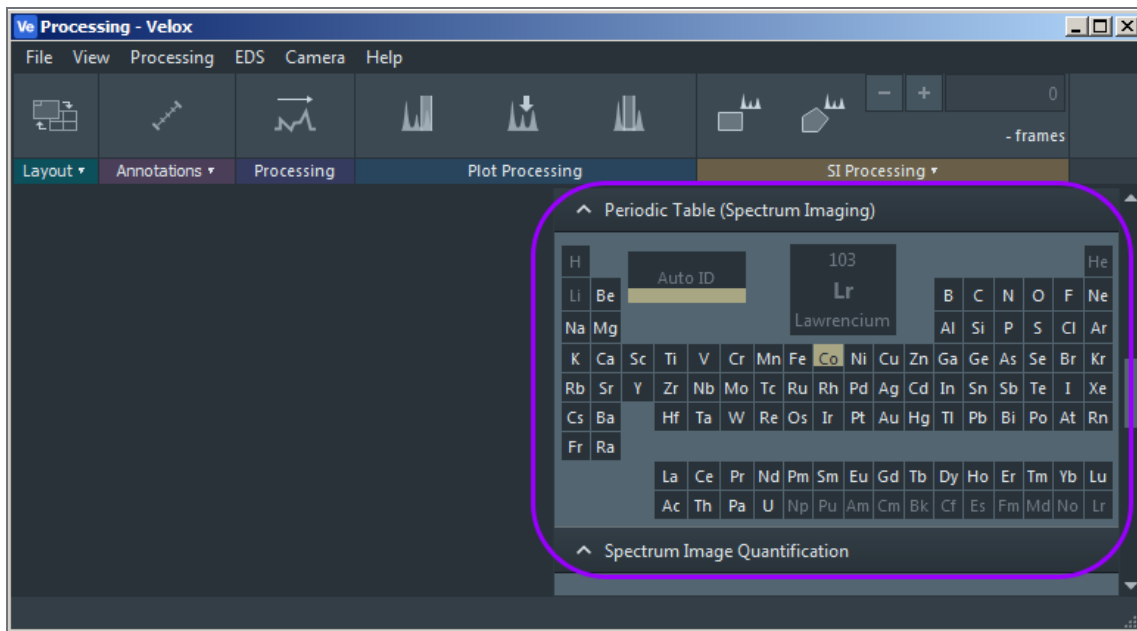 Ve Processing - Velox
File View Processing EDS Camera Help
0
- frames
Layout Annotations Processing Plot Processing SI Processing
Periodic Table (Spectrum Imaging)
H Auto ID 103 He
Li Be Lr B C N O F Ne
Na Mg Lawrencium Al Si P S Cl Ar
K Ca Sc Ti V Cr Mn Fe Co Ni Cu Zn Ga Ge As Se Br Kr
Rb Sr Y Zr Nb Mo Tc Ru Rh Pd Ag Cd In Sn Sb Te I Xe
Cs Ba Hf Ta W Re Os Ir Pt Au Hg Tl Pb Bi Po At Rn
Fr Ra
La Ce Pr Nd Pm Sm Eu Gd Tb Dy Ho Er Tm Yb Lu
Ac Th Pa U Np Pu Am Cm Bk Cf Es Fm Md No Lr
Spectrum Image Quantification